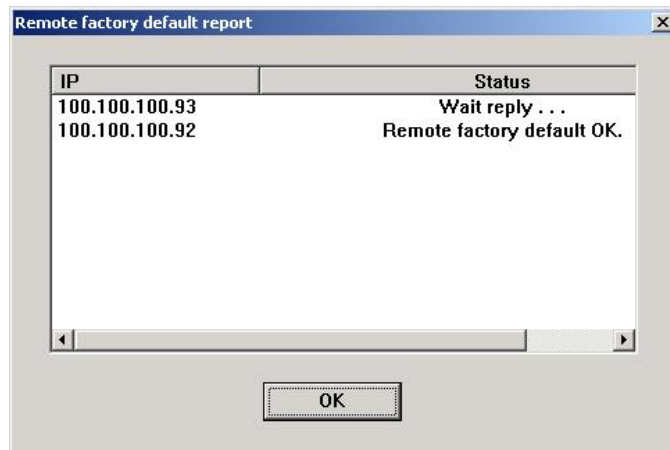 Remote factory default report
IP Status
100.100.100.93 Wait reply . . .
100.100.100.92 Remote factory default OK.
OK